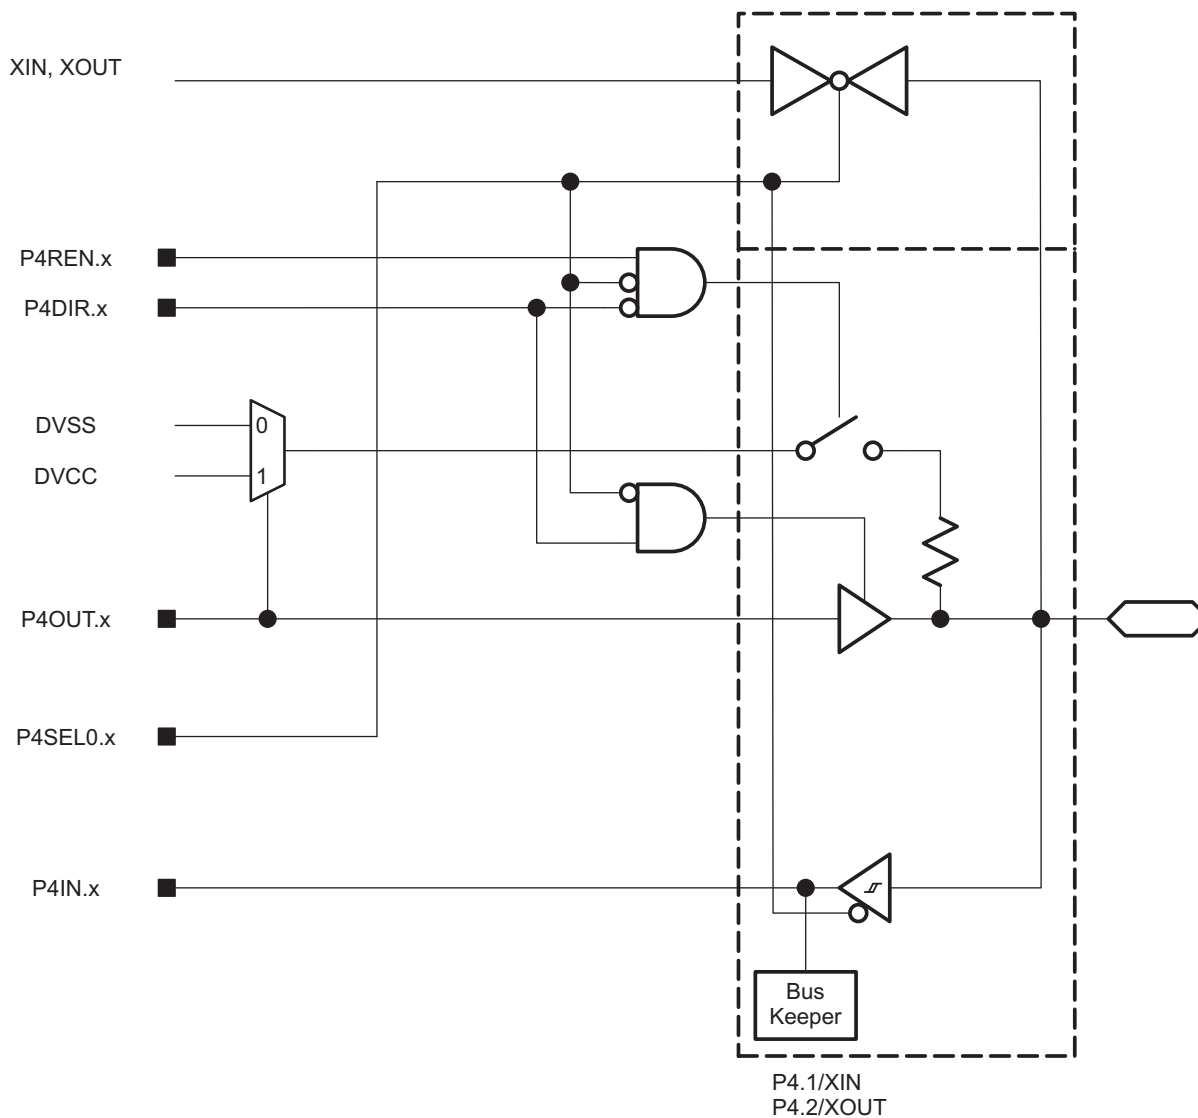 XIN, XOUT
P4REN.x
P4DIR.x
DVSS
0
DVCC
1
P4OUT.x
P4SEL0.x
P4IN.x
Bus
Keeper
P4.1/XIN
P4.2/XOUT